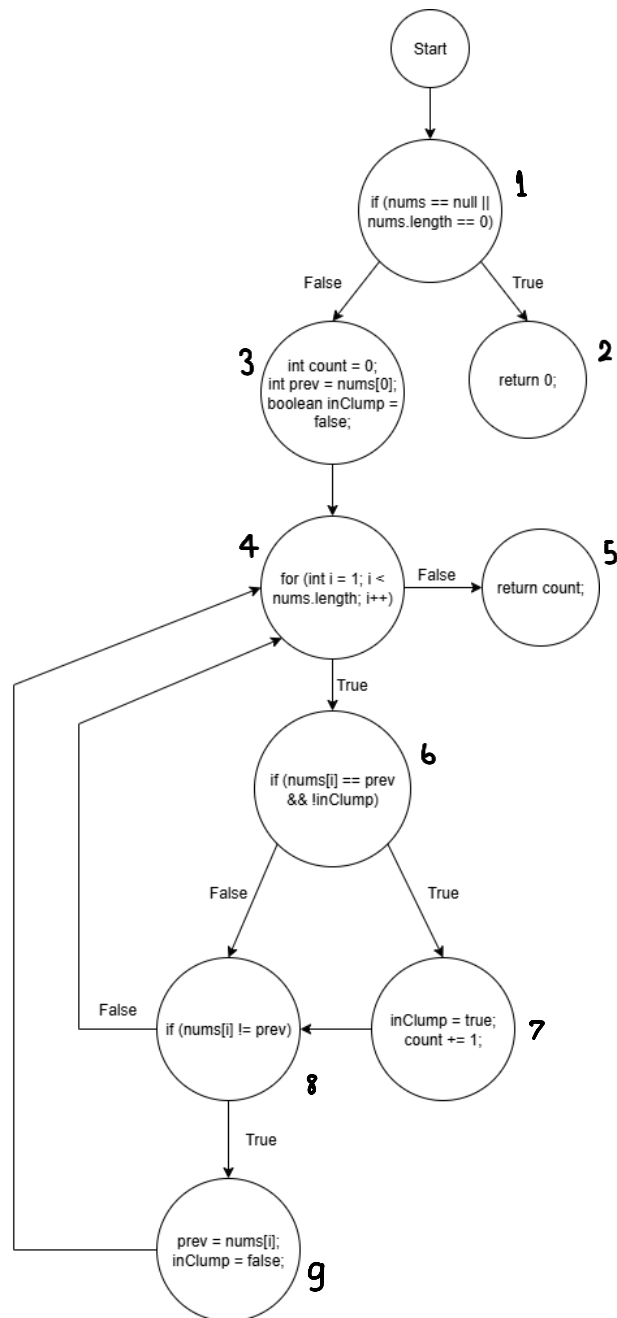 Start
1
if (nums == null ||
nums.length == 0)
False
True
3
int count = 0;
int prev = nums[0];
boolean inClump =
false;
2
return 0;
4
for (int i = 1; i <
nums.length; i++)
False
5
return count;
True
6
if (nums[i] == prev
&& !inClump)
False
True
False
if (nums[i] != prev)
8
inClump = true;
count += 1;
7
True
prev = nums[i];
inClump = false;
9